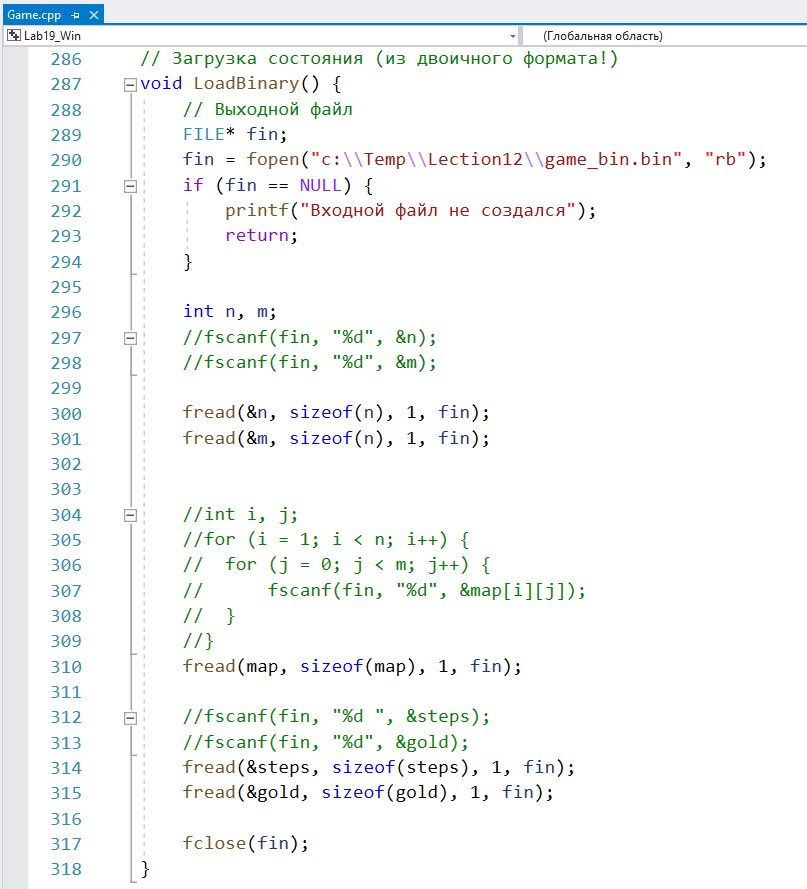 Game.cpp
Lab19_Win (Глобальная область)
286 // Загрузка состояния (из двоичного формата!)
287 void LoadBinary() {
288     // Выходной файл
289     FILE* fin;
290     fin = fopen("c:\\Temp\\Lection12\\game_bin.bin", "rb");
291     if (fin == NULL) {
292         printf("Входной файл не создался");
293         return;
294     }
295
296     int n, m;
297     //fscanf(fin, "%d", &n);
298     //fscanf(fin, "%d", &m);
299
300     fread(&n, sizeof(n), 1, fin);
301     fread(&m, sizeof(n), 1, fin);
302
303
304     //int i, j;
305     //for (i = 1; i < n; i++) {
306     //  for (j = 0; j < m; j++) {
307     //      fscanf(fin, "%d", &map[i][j]);
308     //  }
309     //}
310     fread(map, sizeof(map), 1, fin);
311
312     //fscanf(fin, "%d ", &steps);
313     //fscanf(fin, "%d", &gold);
314     fread(&steps, sizeof(steps), 1, fin);
315     fread(&gold, sizeof(gold), 1, fin);
316
317     fclose(fin);
318 }